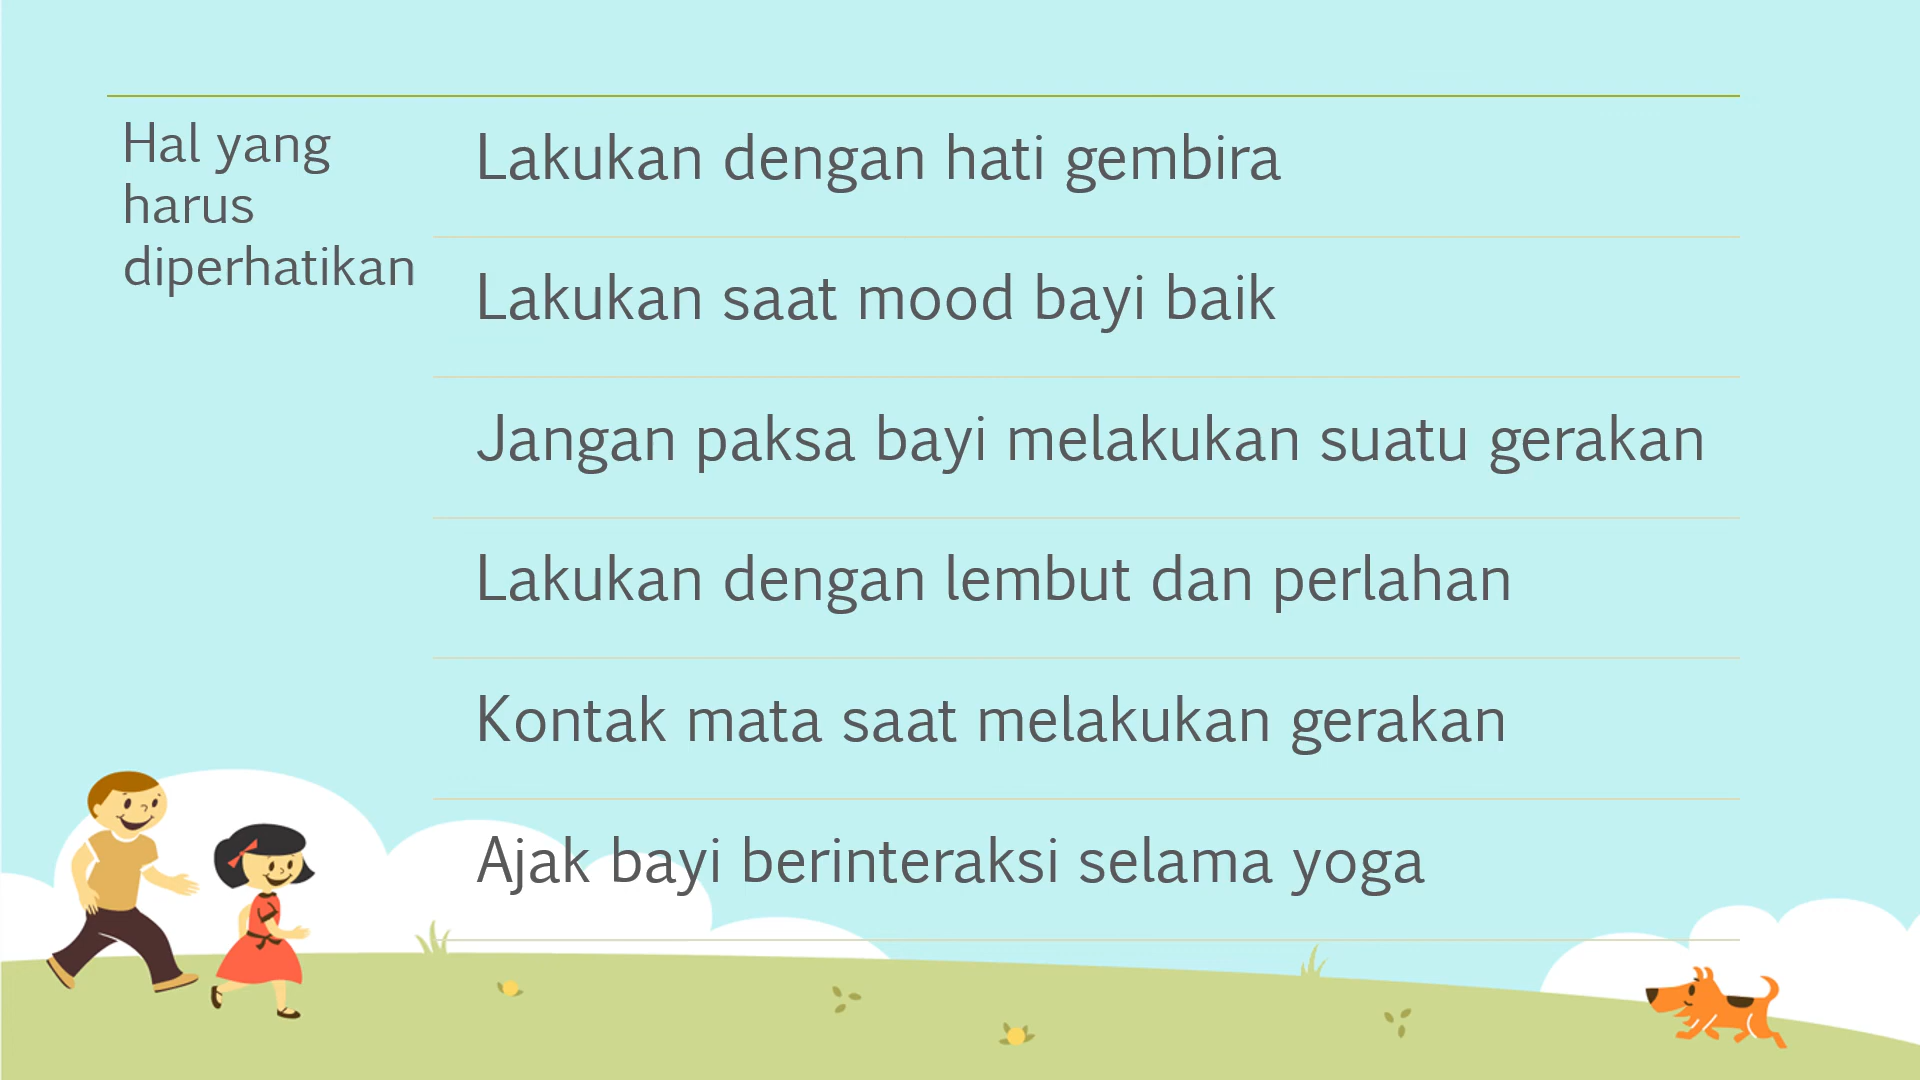 Hal yang
harus
diperhatikan
Lakukan dengan hati gembira
Lakukan saat mood bayi baik
Jangan paksa bayi melakukan suatu gerakan
Lakukan dengan lembut dan perlahan
Kontak mata saat melakukan gerakan
Ajak bayi berinteraksi selama yoga